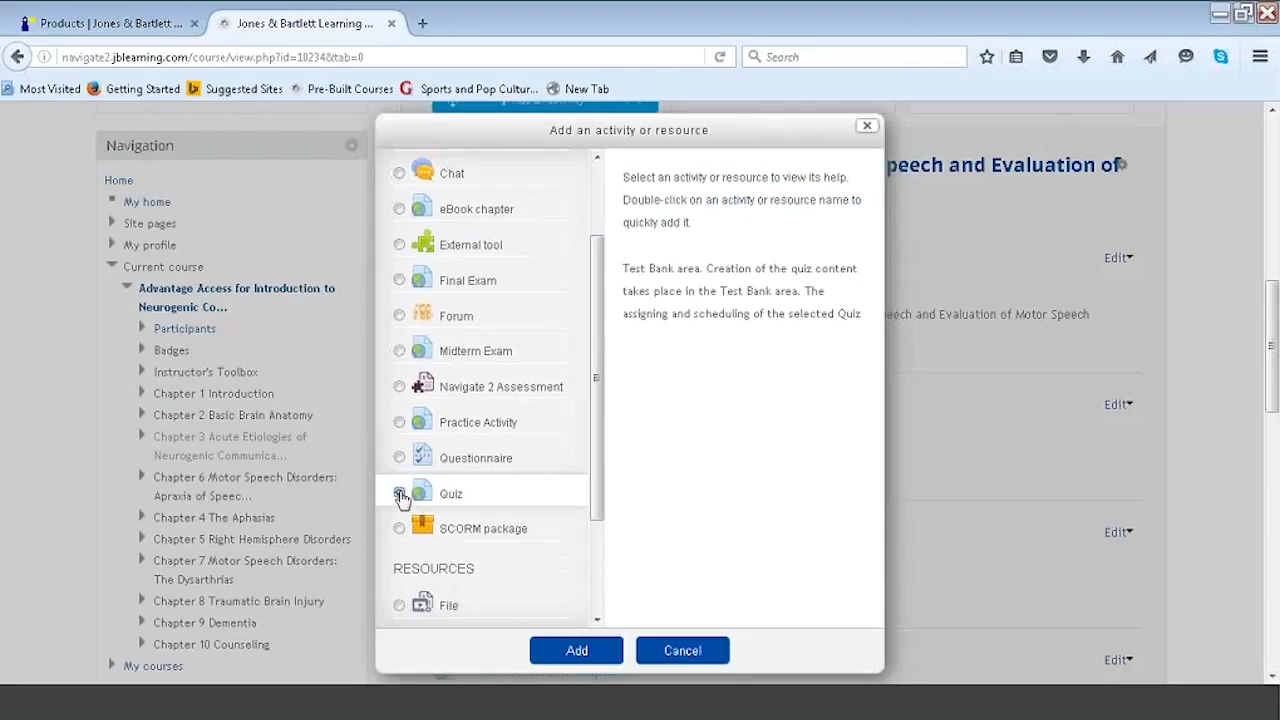 Products | Jones & Bartlett ...
Jones & Bartlett Learning ...
navigate2.jblearning.com/course/view.php?id=10234&tab=0
Search
Most Visited
Getting Started
Suggested Sites
Pre-Built Courses
Sports and Pop Cultur...
New Tab
Navigation
Home
My home
Site pages
My profile
Current course
Advantage Access for Introduction to
Neurogenic Co...
Participants
Badges
Instructor's Toolbox
Chapter 1 Introduction
Chapter 2 Basic Brain Anatomy
Chapter 3 Acute Etiologies of
Neurogenic Communica...
Chapter 6 Motor Speech Disorders:
Apraxia of Speec...
Chapter 4 The Aphasias
Chapter 5 Right Hemisphere Disorders
Chapter 7 Motor Speech Disorders:
The Dysarthrias
Chapter 8 Traumatic Brain Injury
Chapter 9 Dementia
Chapter 10 Counseling
My courses
Add an activity or resource
Chat
eBook chapter
External tool
Final Exam
Forum
Midterm Exam
Navigate 2 Assessment
Practice Activity
Questionnaire
Quiz
SCORM package
RESOURCES
File
Select an activity or resource to view its help.
Double-click on an activity or resource name to
quickly add it.
Test Bank area. Creation of the quiz content
takes place in the Test Bank area. The
assigning and scheduling of the selected Quiz
Add
Cancel
peech and Evaluation of
Edit
eech and Evaluation of Motor Speech
Edit
Edit
Edit